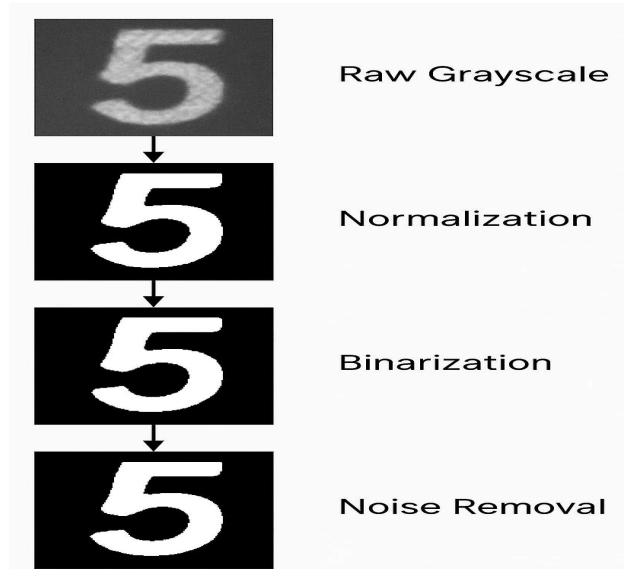 5
Raw Grayscale
5
Normalization
5
Binarization
5
Noise Removal